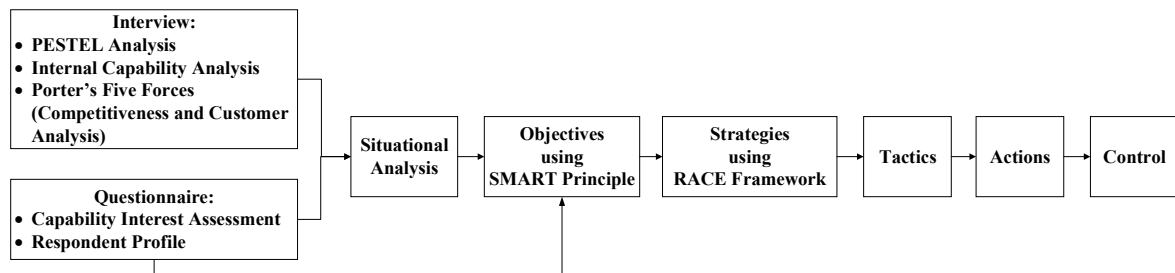 Interview:
• PESTEL Analysis
• Internal Capability Analysis
• Porter's Five Forces
(Competitiveness and Customer
Analysis)
Questionnaire:
• Capability Interest Assessment
• Respondent Profile
Situational
Analysis
Objectives
using
SMART Principle
Strategies
using
RACE Framework
Tactics
Actions
Control